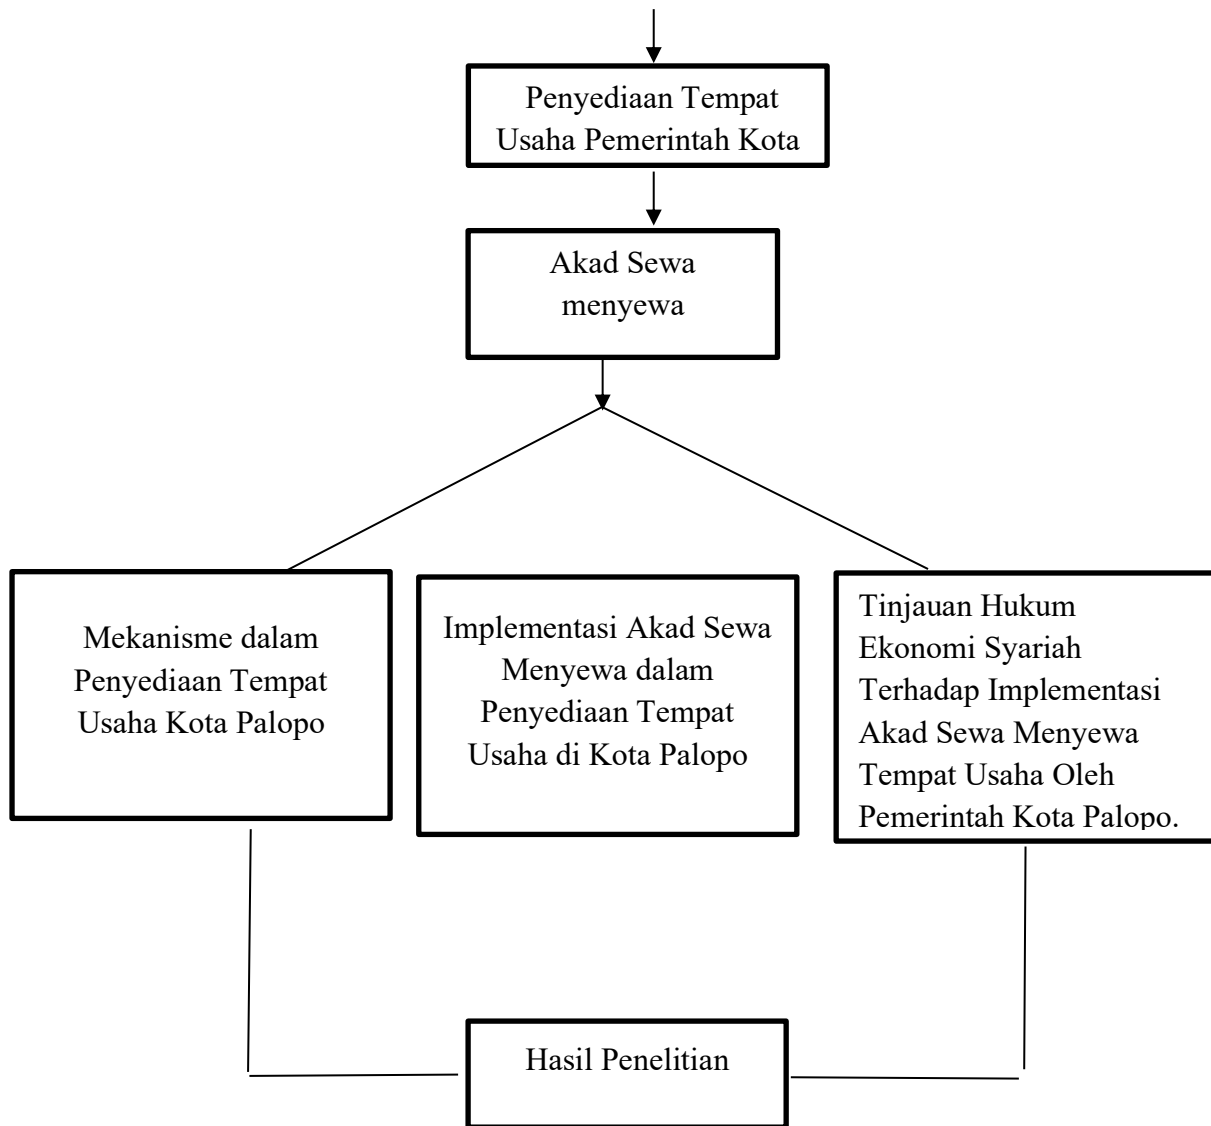 Penyediaan Tempat
Usaha Pemerintah Kota
Akad Sewa
menyewa
Mekanisme dalam
Penyediaan Tempat
Usaha Kota Palopo
Implementasi Akad Sewa
Menyewa dalam
Penyediaan Tempat
Usaha di Kota Palopo
Tinjauan Hukum
Ekonomi Syariah
Terhadap Implementasi
Akad Sewa Menyewa
Tempat Usaha Oleh
Pemerintah Kota Palopo.
Hasil Penelitian